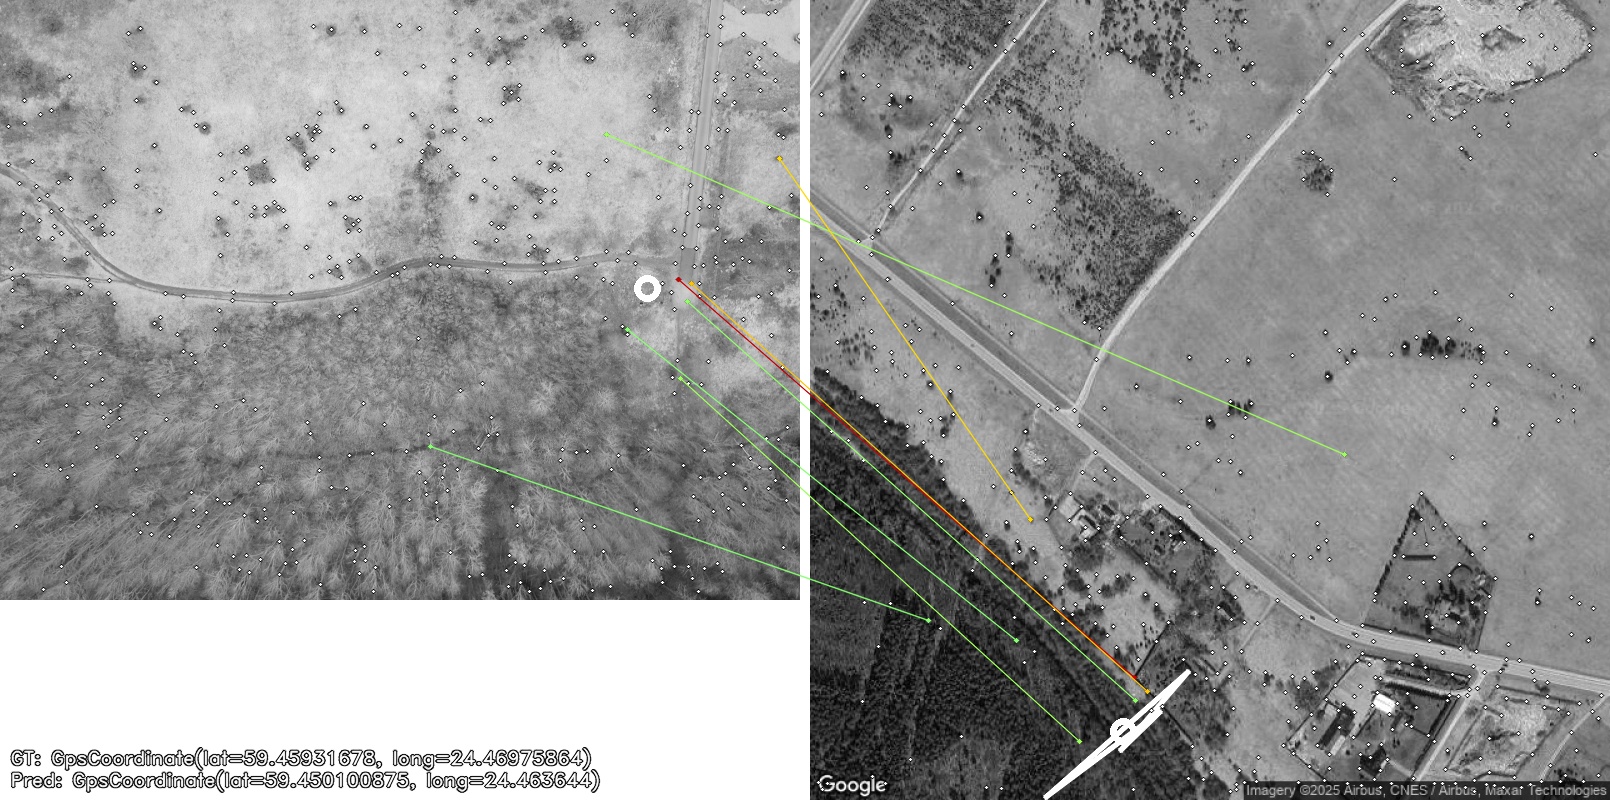 GT: GpsCoordinate(lat=59.45931678, long=24.46975864)
Pred: GpsCoordinate(lat=59.450100875, long=24.463644)
Google
Imagery ©2025 Airbus, CNES / Airbus, Maxar Technologies